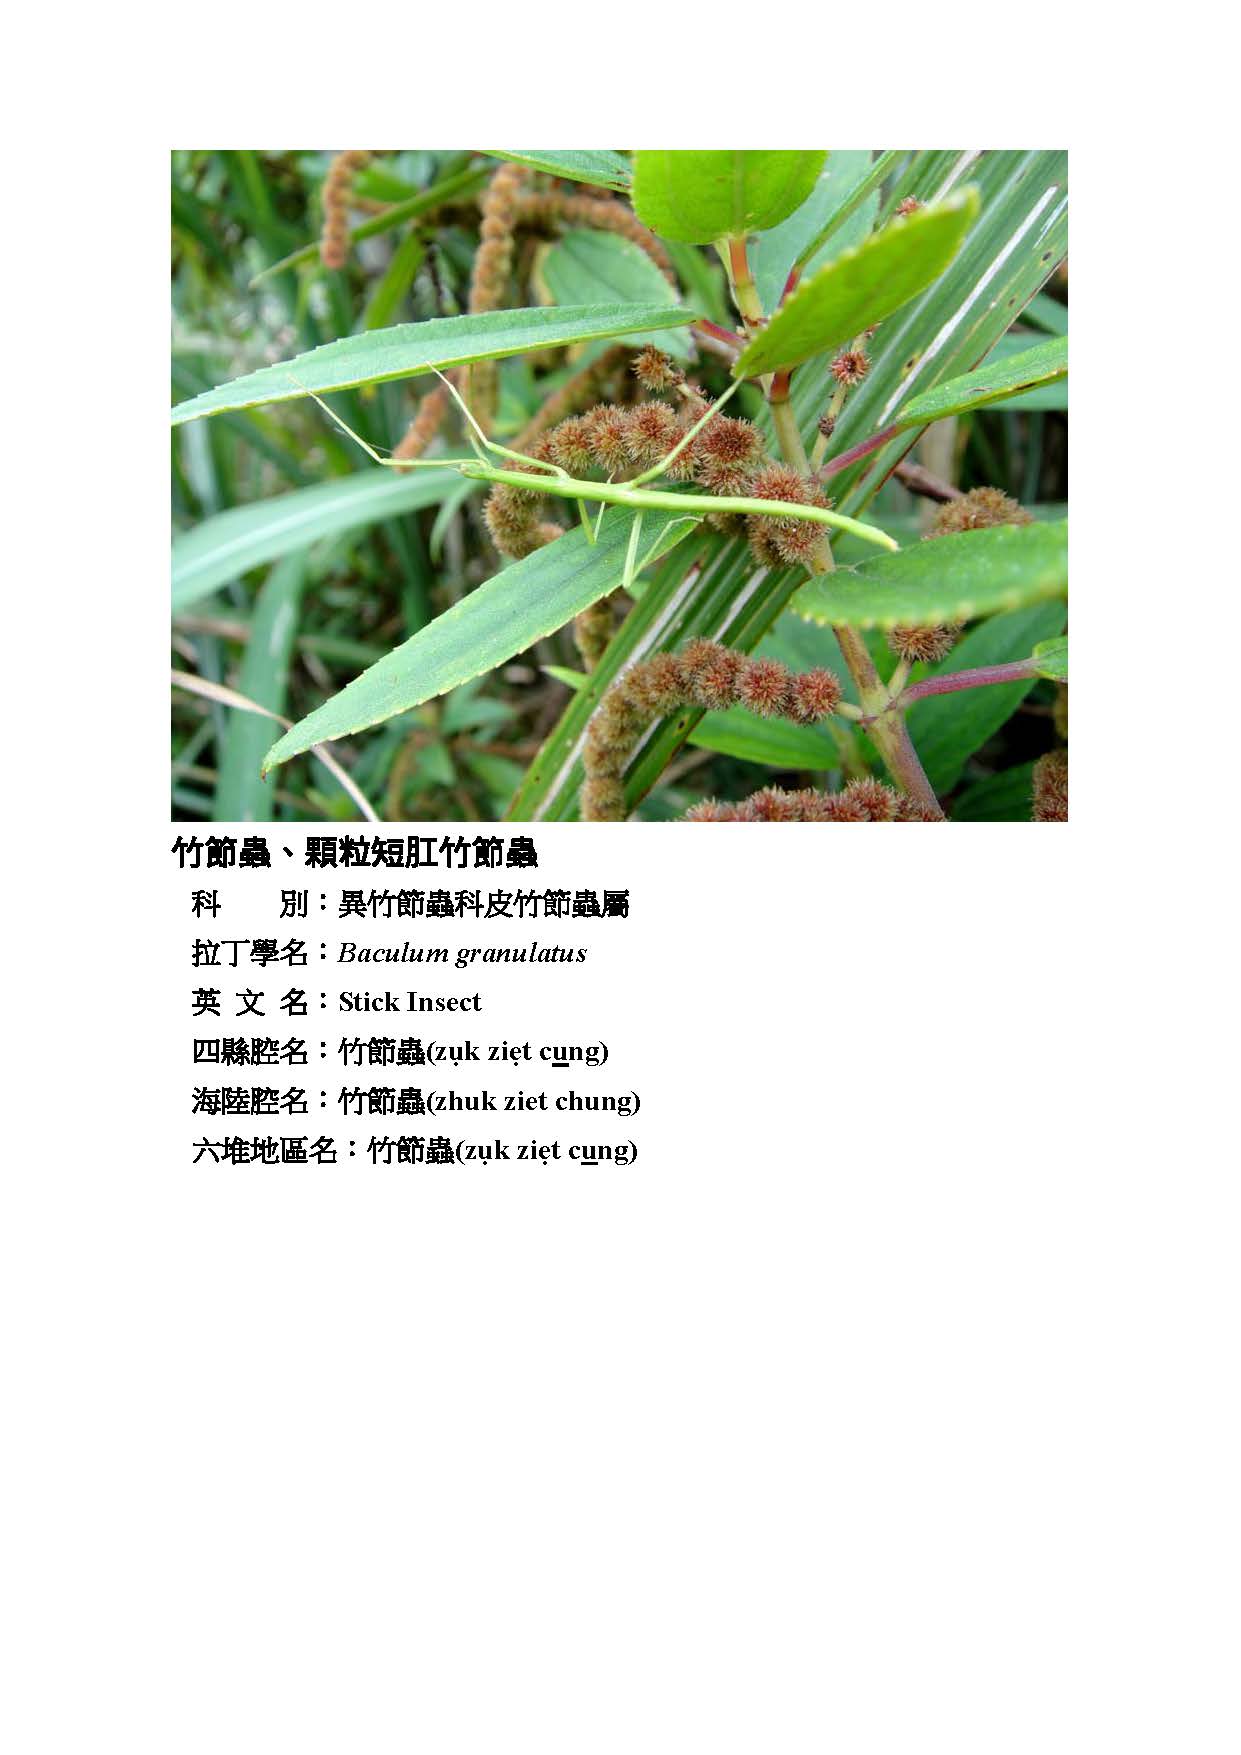 竹節蟲、顆粒短肛竹節蟲
科　　別：異竹節蟲科皮竹節蟲屬
拉丁學名：Baculum granulatus
英 文 名：Stick Insect
四縣腔名：竹節蟲(zụk ziẹt cu̲ng)
海陸腔名：竹節蟲(zhuk ziet chung)
六堆地區名：竹節蟲(zụk ziẹt cu̲ng)